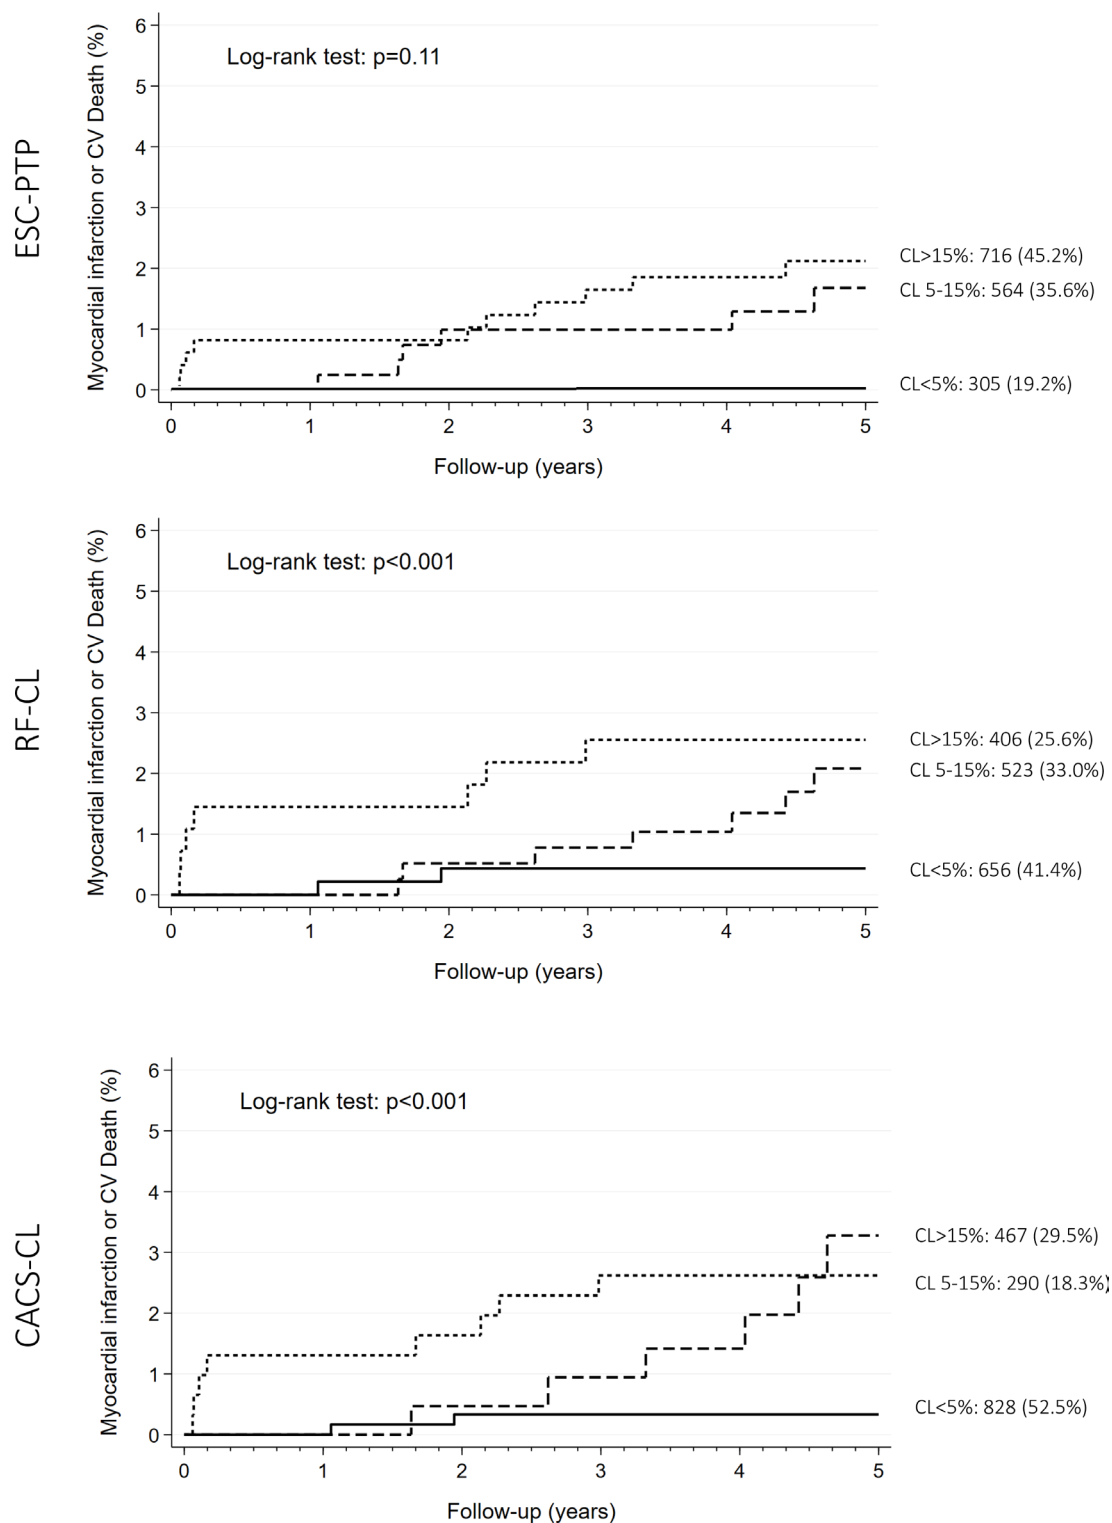 ESC-PTP
Myocardial infarction or CV Death (%)
6
5
4
3
2
1
0
Log-rank test: p=0.11
CL>15%: 716 (45.2%)
CL 5-15%: 564 (35.6%)
CL<5%: 305 (19.2%)
0 1 2 3 4 5
Follow-up (years)
RF-CL
Myocardial infarction or CV Death (%)
6
5
4
3
2
1
0
Log-rank test: p<0.001
CL>15%: 406 (25.6%)
CL 5-15%: 523 (33.0%)
CL<5%: 656 (41.4%)
0 1 2 3 4 5
Follow-up (years)
CACS-CL
Myocardial infarction or CV Death (%)
6
5
4
3
2
1
0
Log-rank test: p<0.001
CL>15%: 467 (29.5%)
CL 5-15%: 290 (18.3%)
CL<5%: 828 (52.5%)
0 1 2 3 4 5
Follow-up (years)